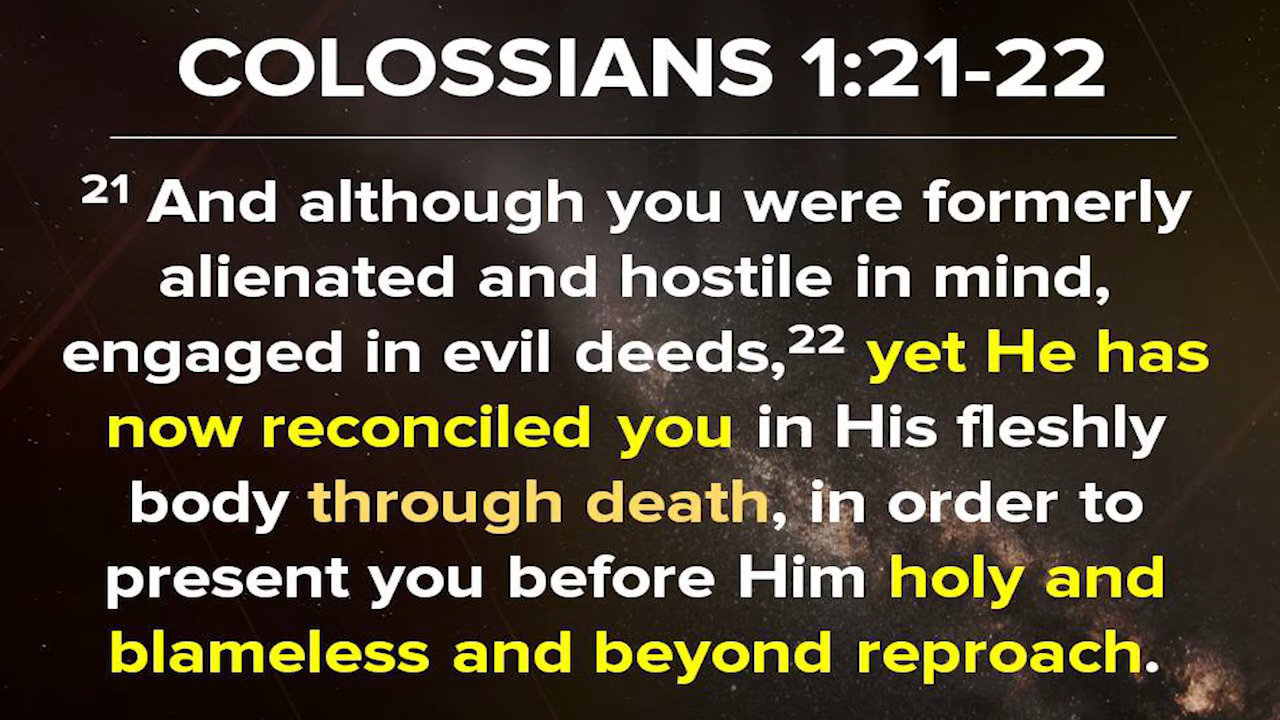 COLOSSIANS 1:21-22
²¹ And although you were formerly
alienated and hostile in mind,
engaged in evil deeds,²² yet He has
now reconciled you in His fleshly
body through death, in order to
present you before Him holy and
blameless and beyond reproach.